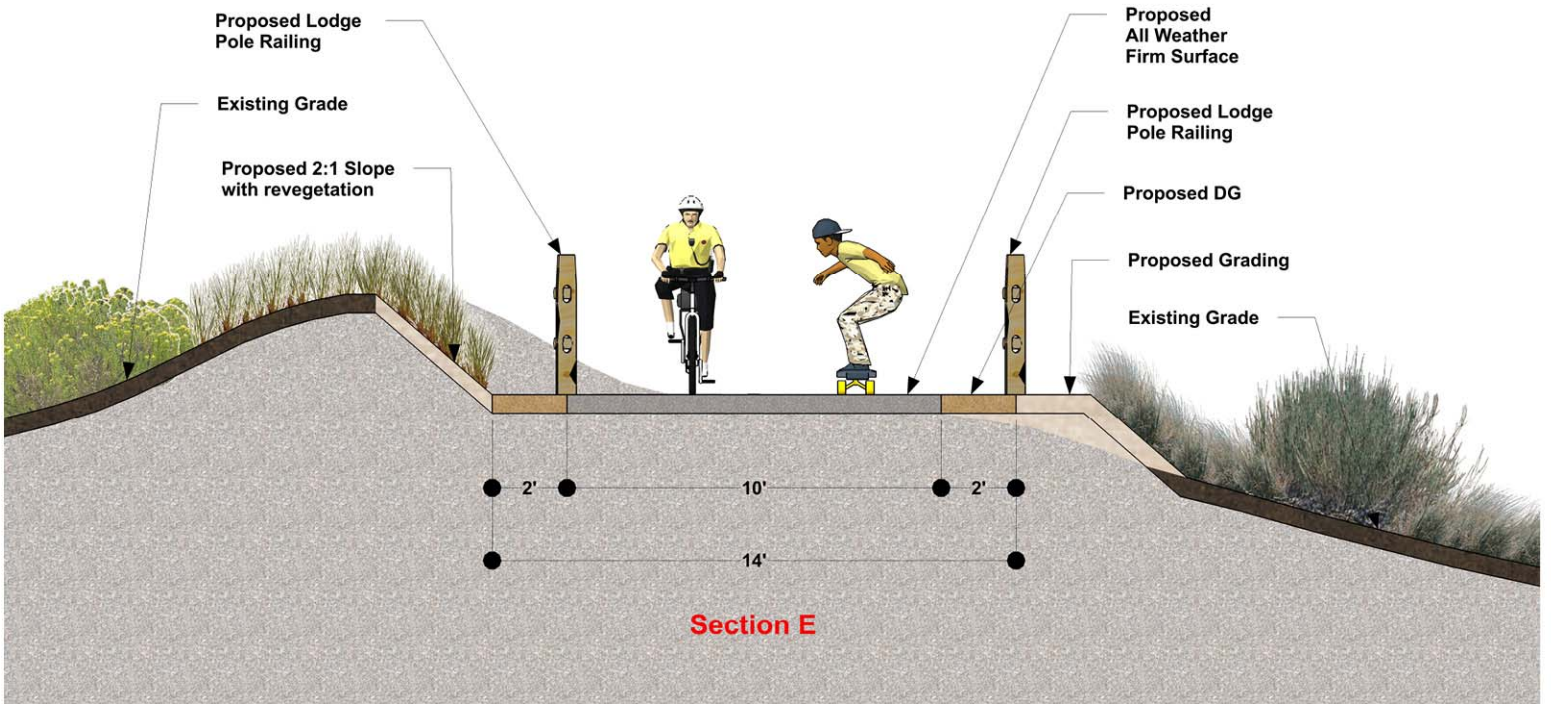 Proposed Lodge
Pole Railing
Existing Grade
Proposed 2:1 Slope
with revegetation
Proposed
All Weather
Firm Surface
Proposed Lodge
Pole Railing
Proposed DG
Proposed Grading
Existing Grade
2'
10'
2'
14'
Section E